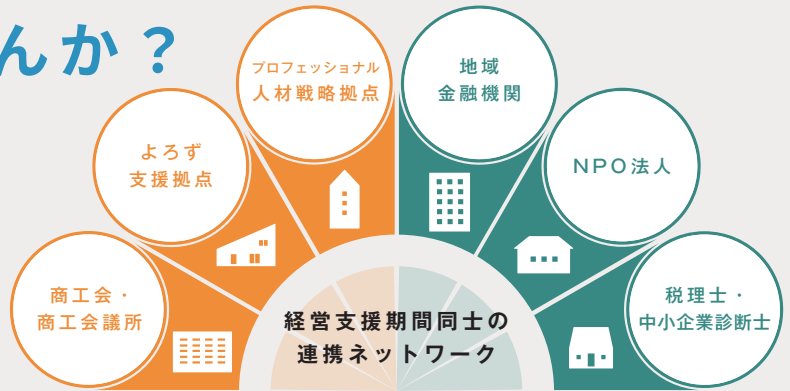 んか？
プロフェッショナル
人材戦略拠点
地域
金融機関
よろず
支援拠点
NPO法人
商工会・
商工会議所
税理士・
中小企業診断士
経営支援期間同士の
連携ネットワーク